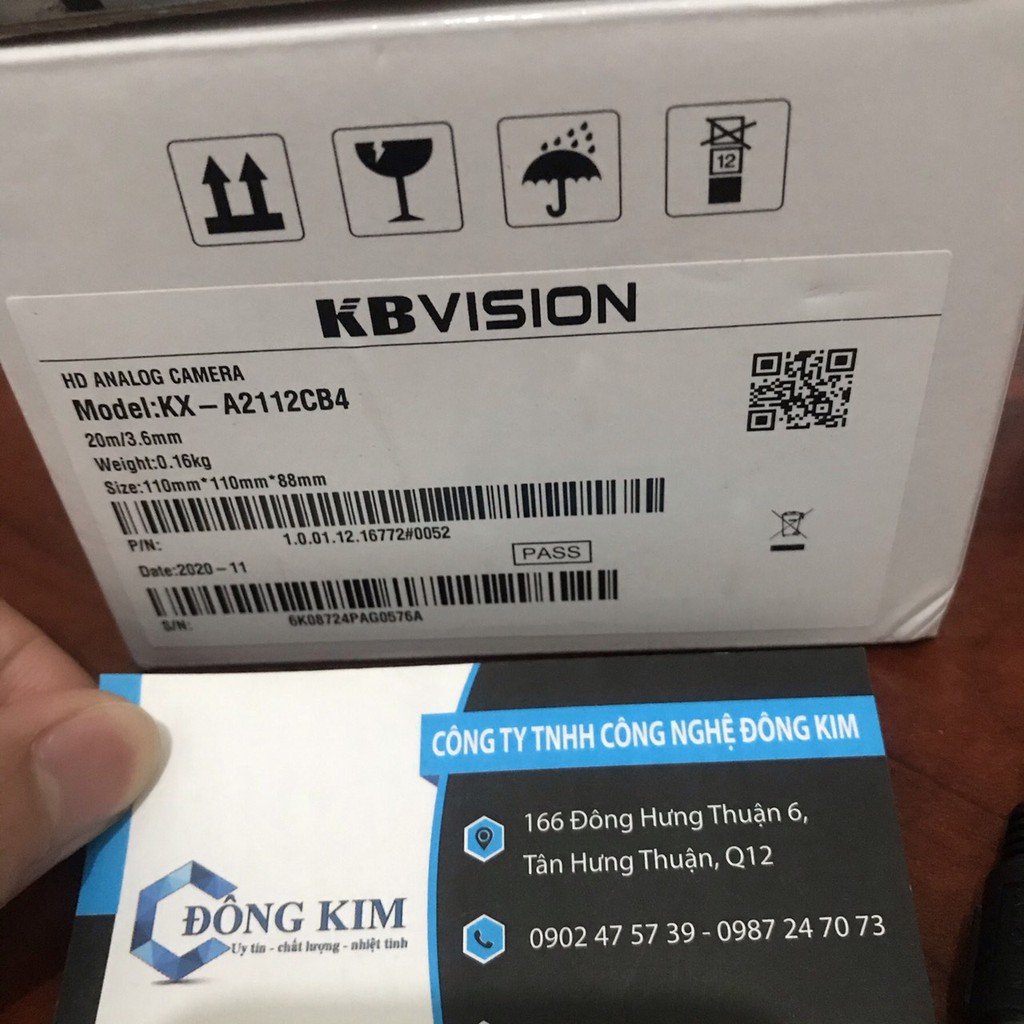 12
KBVISION
HD ANALOG CAMERA
Model:KX-A2112CB4
20m/3.6mm
Weight:0.16kg
Size:110mm*110mm*88mm
P/N: 1.0.01.12.16772#0052
PASS
Date:2020-11
S/N: 6K08724PAG0576A
CÔNG TY TNHH CÔNG NGHỆ ĐÔNG KIM
166 Đông Hưng Thuận 6,
Tân Hưng Thuận, Q12
ĐÔNG KIM
Uy tín - chất lượng - nhiệt tình
0902 47 57 39 - 0987 24 70 73